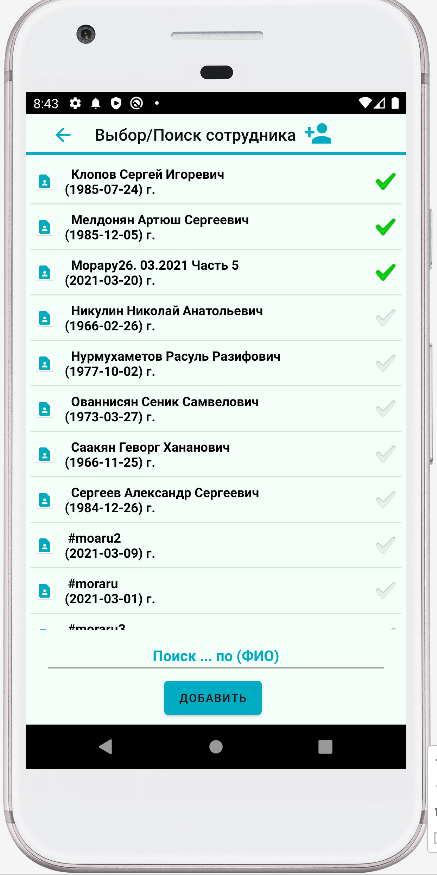 8:43
Выбор/Поиск сотрудника
Клопов Сергей Игоревич
(1985-07-24) г.
Мелдонян Артюш Сергеевич
(1985-12-05) г.
Морару26. 03.2021 Часть 5
(2021-03-20) г.
Никулин Николай Анатольевич
(1966-02-26) г.
Нурмухаметов Расуль Разифович
(1977-10-02) г.
Ованнисян Сеник Самвелович
(1973-03-27) г.
Саакян Геворг Хананович
(1966-11-25) г.
Сергеев Александр Сергеевич
(1984-12-26) г.
#moaru2
(2021-03-09) г.
#moraru
(2021-03-01) г.
#moraru3
Поиск ... по (ФИО)
ДОБАВИТЬ